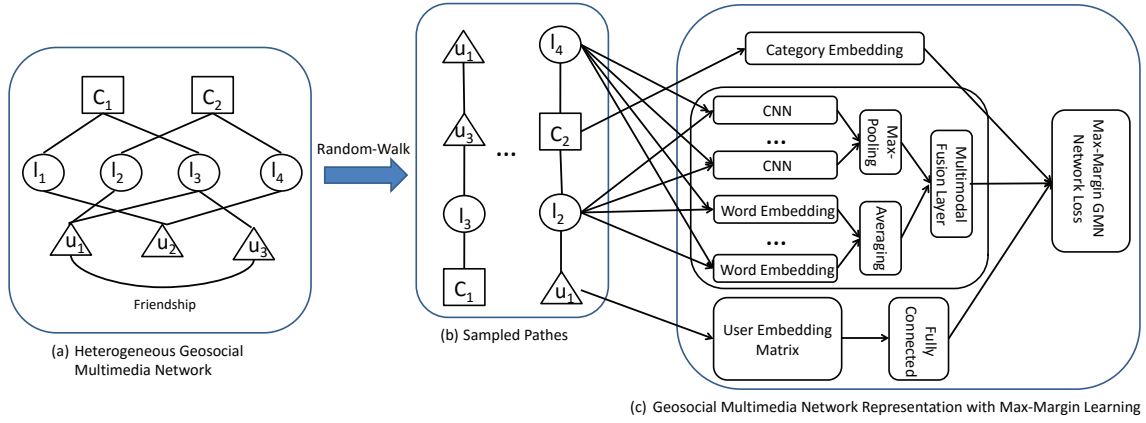 C1
C2
l1
l2
l3
l4
u1
u2
u3
Friendship
(a) Heterogeneous Geosocial
Multimedia Network
Random-Walk
u1
u3
l3
C1
...
l4
C2
l2
u1
(b) Sampled Pathes
Category Embedding
CNN
...
CNN
Word Embedding
...
Word Embedding
Max-
Pooling
Averaging
Multimodal
Fusion Layer
User Embedding
Matrix
Fully
Connected
Max-Margin GMN
Network Loss
(c) Geosocial Multimedia Network Representation with Max-Margin Learning